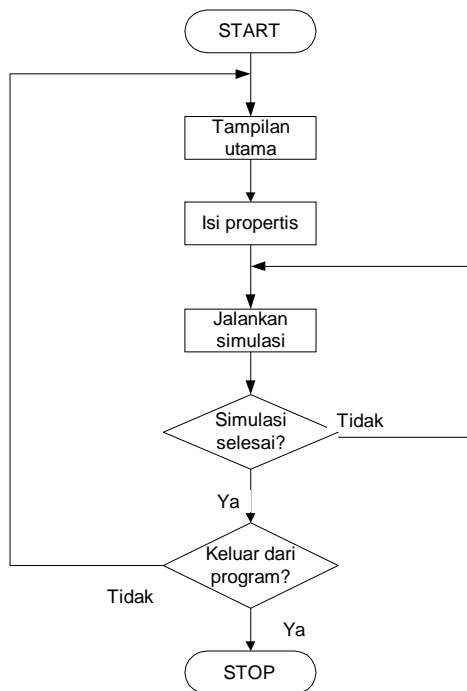 START
Tampilan
utama
Isi propertis
Jalankan
simulasi
Simulasi
selesai?
Tidak
Ya
Keluar dari
program?
Tidak
Ya
STOP